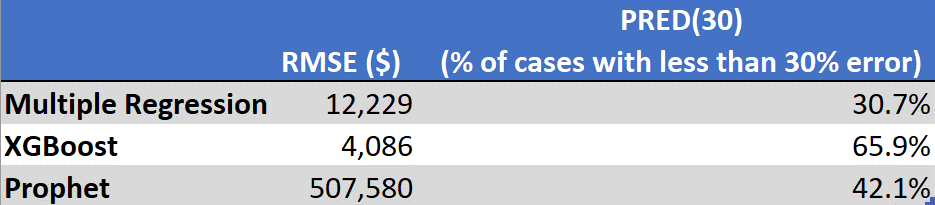 PRED(30)
RMSE ($) (% of cases with less than 30% error)
Multiple Regression 12,229 30.7%
XGBoost 4,086 65.9%
Prophet 507,580 42.1%